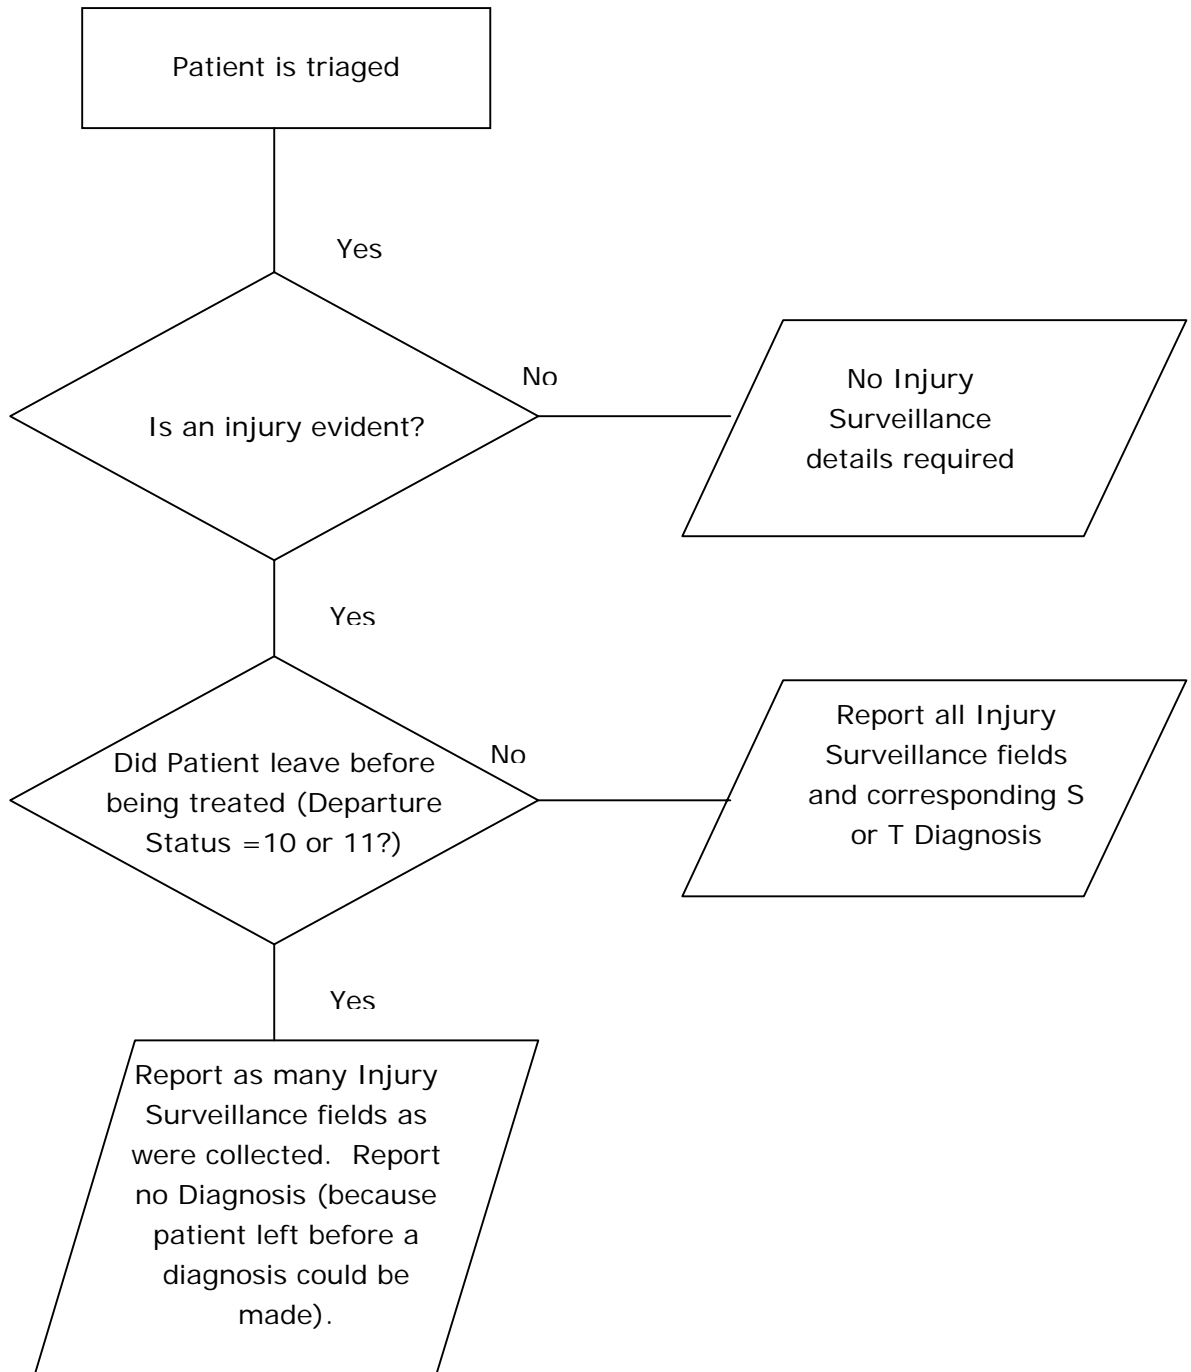 Patient is triaged
Yes
Is an injury evident?
No
No Injury
Surveillance
details required
Yes
Did Patient leave before
being treated (Departure
Status =10 or 11?)
No
Report all Injury
Surveillance fields
and corresponding S
or T Diagnosis
Yes
Report as many Injury
Surveillance fields as
were collected.  Report
no Diagnosis (because
patient left before a
diagnosis could be
made).